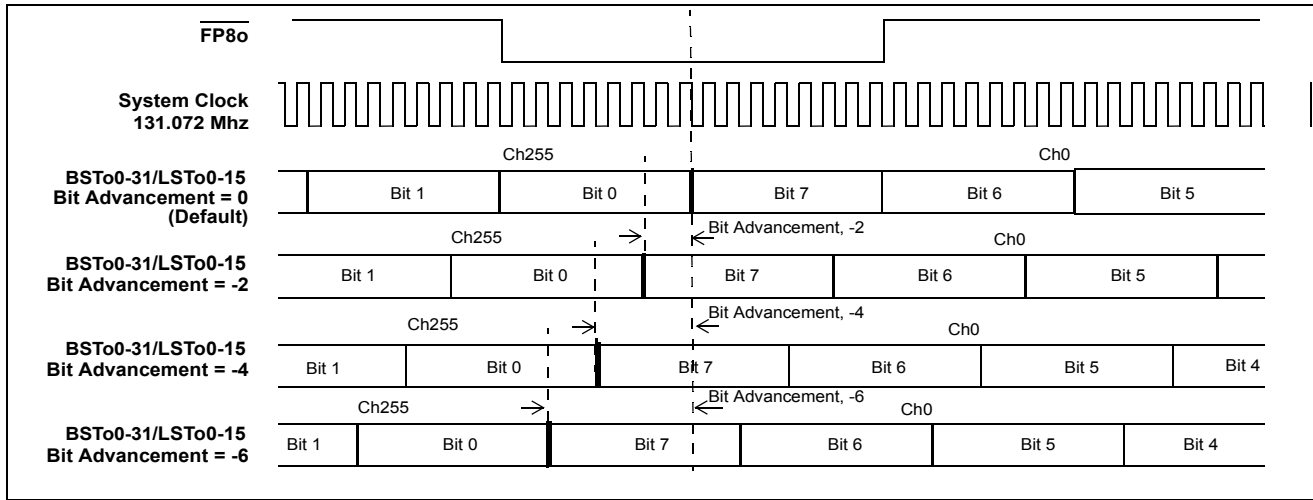 FP8o
System Clock
131.072 Mhz
Ch255 Ch0
BSTo0-31/LSTo0-15
Bit Advancement = 0
(Default)
Bit 1 Bit 0 Bit 7 Bit 6 Bit 5
Bit Advancement, -2
Ch255 Ch0
BSTo0-31/LSTo0-15
Bit Advancement = -2
Bit 1 Bit 0 Bit 7 Bit 6 Bit 5
Bit Advancement, -4
Ch255 Ch0
BSTo0-31/LSTo0-15
Bit Advancement = -4
Bit 1 Bit 0 Bit 7 Bit 6 Bit 5 Bit 4
Bit Advancement, -6
Ch255 Ch0
BSTo0-31/LSTo0-15
Bit Advancement = -6
Bit 1 Bit 0 Bit 7 Bit 6 Bit 5 Bit 4